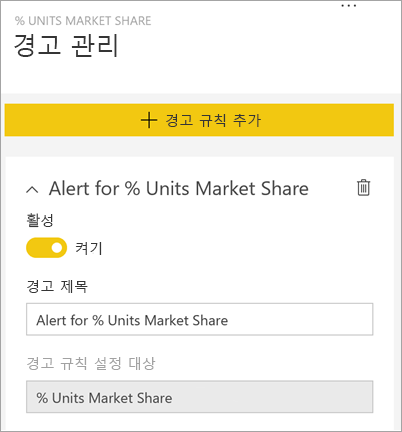 % UNITS MARKET SHARE
경고 관리
경고 규칙 추가
Alert for % Units Market Share
활성
켜기
경고 제목
Alert for % Units Market Share
경고 규칙 설정 대상
% Units Market Share